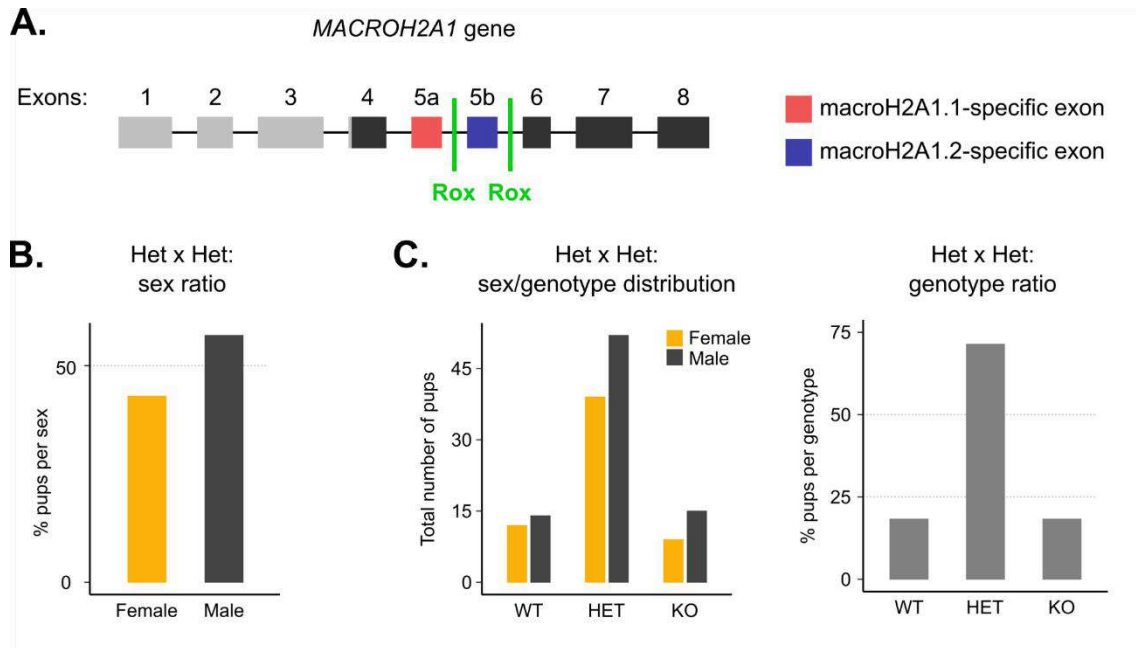 A.
MACROH2A1 gene
Exons: 1 2 3 4 5a 5b 6 7 8
Rox Rox
macroH2A1.1-specific exon
macroH2A1.2-specific exon
B.
Het x Het:
sex ratio
% pups per sex
50
0
Female Male
C.
Het x Het:
sex/genotype distribution
Female
Male
Total number of pups
45
30
15
0
WT HET KO
Het x Het:
genotype ratio
% pups per genotype
75
50
25
0
WT HET KO